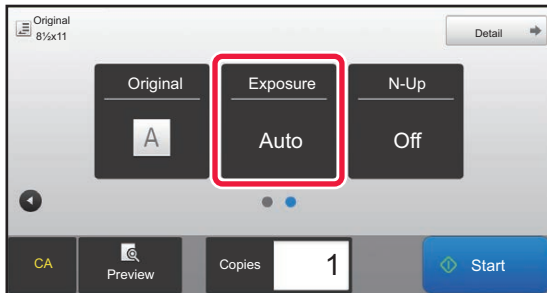 Original
8½x11
Detail
Original
Exposure
N-Up
A
Auto
Off
CA
Preview
Copies
1
Start